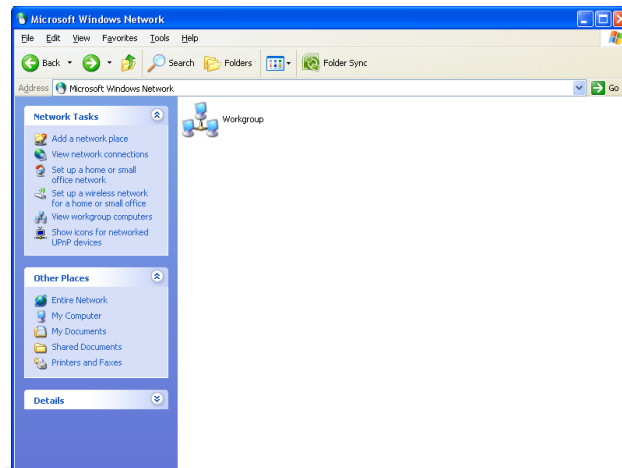 Microsoft Windows Network
File Edit View Favorites Tools Help
Back Search Folders Folder Sync
Address Microsoft Windows Network Go
Network Tasks
Add a network place
View network connections
Set up a home or small
office network
Set up a wireless network
for a home or small office
View workgroup computers
Show icons for networked
UPnP devices
Other Places
Entire Network
My Computer
My Documents
Shared Documents
Printers and Faxes
Details
Workgroup